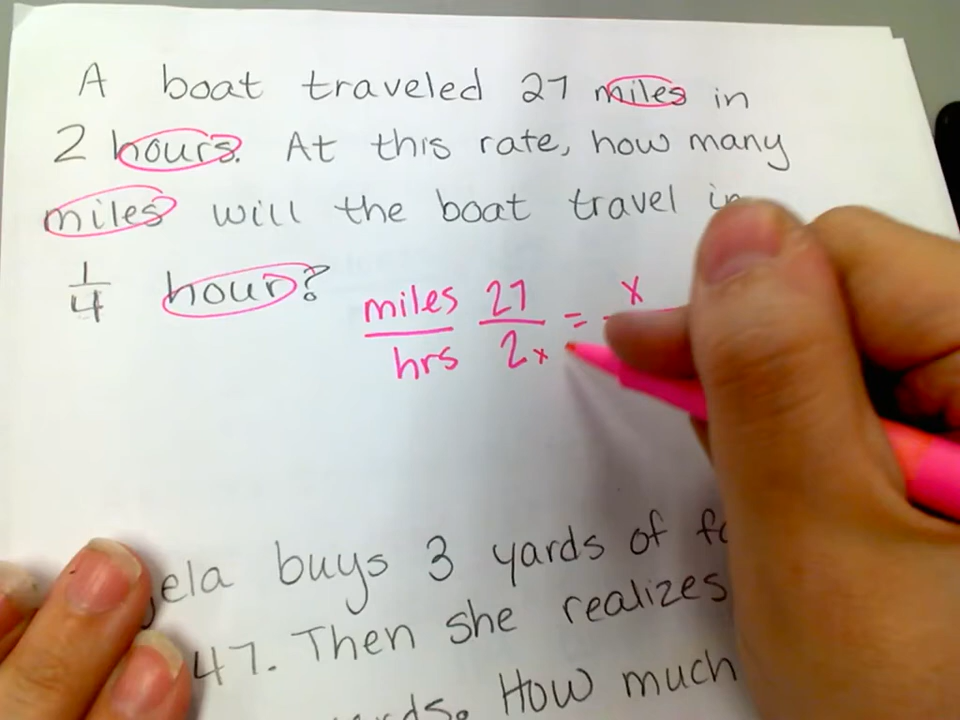 A boat traveled 27 miles in
2 hours. At this rate, how many
miles will the boat travel in
1/4 hour?
miles 27 = x
hrs 2x
ela buys 3 yards of
47. Then she realizes
How much